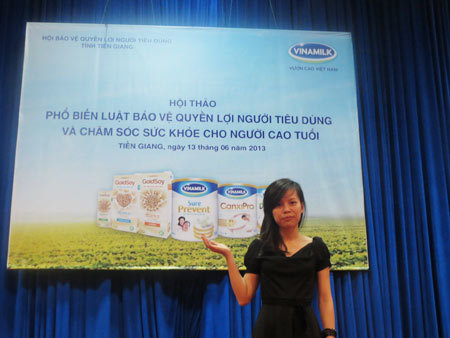 HỘI BẢO VỆ QUYỀN LỢI NGƯỜI TIÊU DÙNG
TỈNH TIỀN GIANG
VINAMILK
VƯƠN CAO VIỆT NAM
HỘI THẢO
PHỔ BIẾN LUẬT BẢO VỆ QUYỀN LỢI NGƯỜI TIÊU DÙNG
VÀ CHĂM SÓC SỨC KHỎE CHO NGƯỜI CAO TUỔI
TIỀN GIANG, ngày 13 tháng 06 năm 2013
GoldSoy
GoldSoy
VINAMILK
Sure
Prevent
VINAMILK
CanxiPro